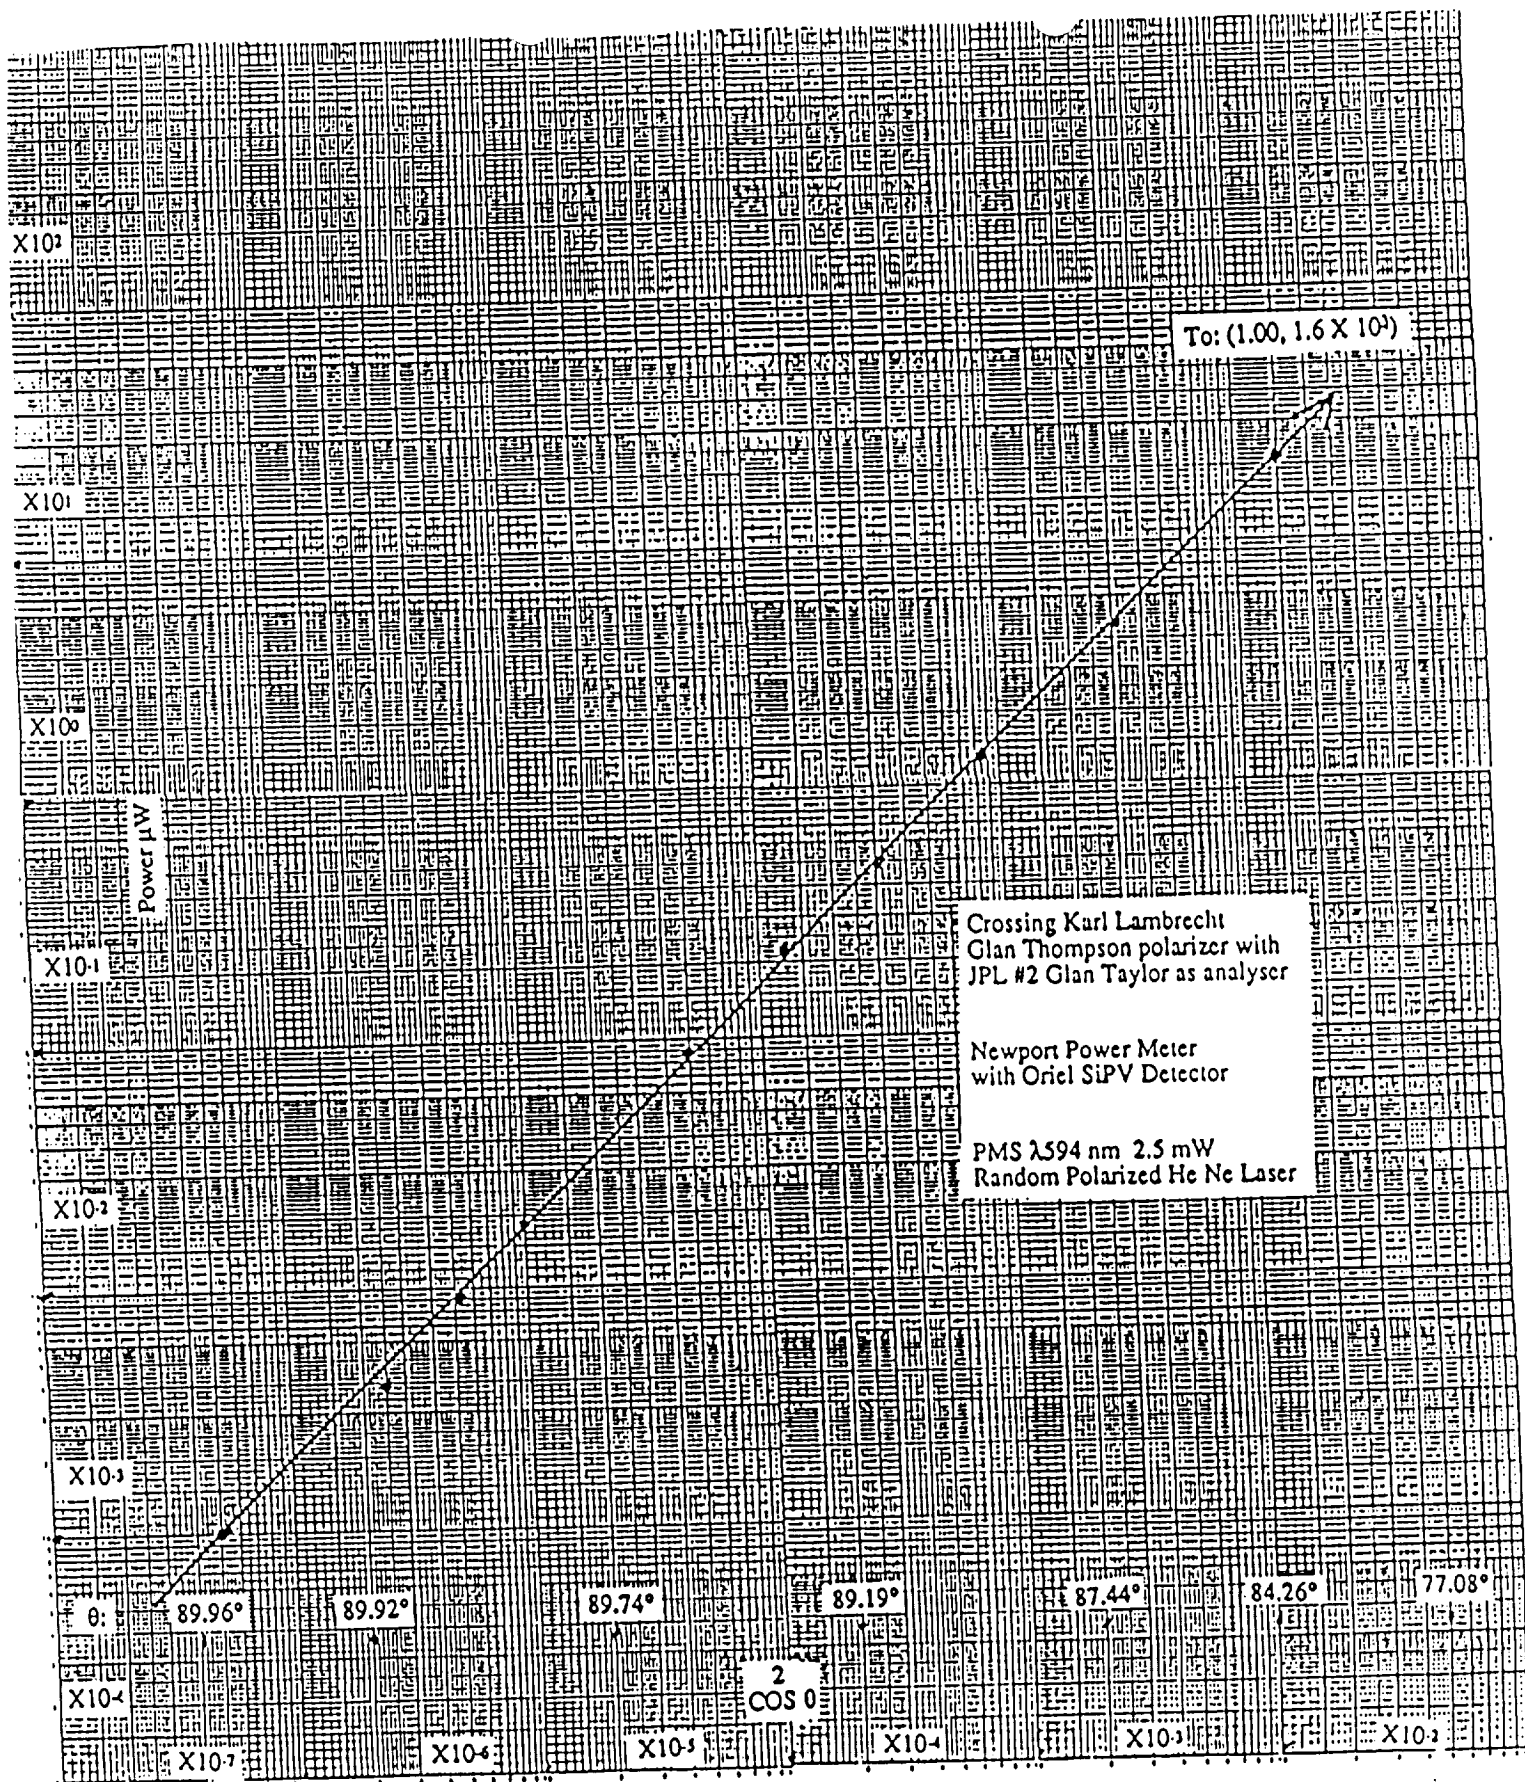 X10²
To: (1.00, 1.6 X 10³)
X10¹
X10⁰
Power µW
X10-1
Crossing Karl Lambrecht
Glan Thompson polarizer with
JPL #2 Glan Taylor as analyser
Newport Power Meter
with Oriel SiPV Detector
PMS λ594 nm 2.5 mW
Random Polarized He Ne Laser
X10-2
X10-3
θ: 89.96° 89.92° 89.74° 89.19° 87.44° 84.26° 77.08°
X10-4
2
COS θ
X10-7 X10-6 X10-5 X10-4 X10-3 X10-2